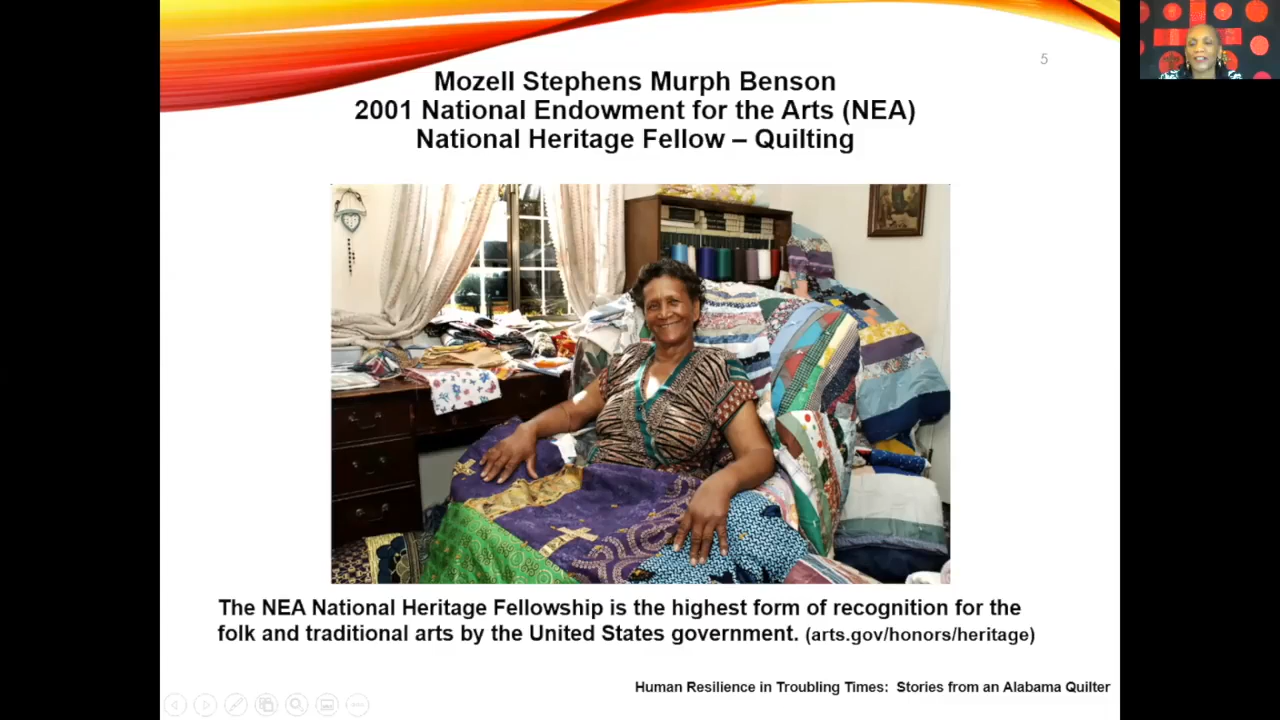 5
Mozell Stephens Murph Benson
2001 National Endowment for the Arts (NEA)
National Heritage Fellow – Quilting
The NEA National Heritage Fellowship is the highest form of recognition for the
folk and traditional arts by the United States government. (arts.gov/honors/heritage)
Human Resilience in Troubling Times: Stories from an Alabama Quilter